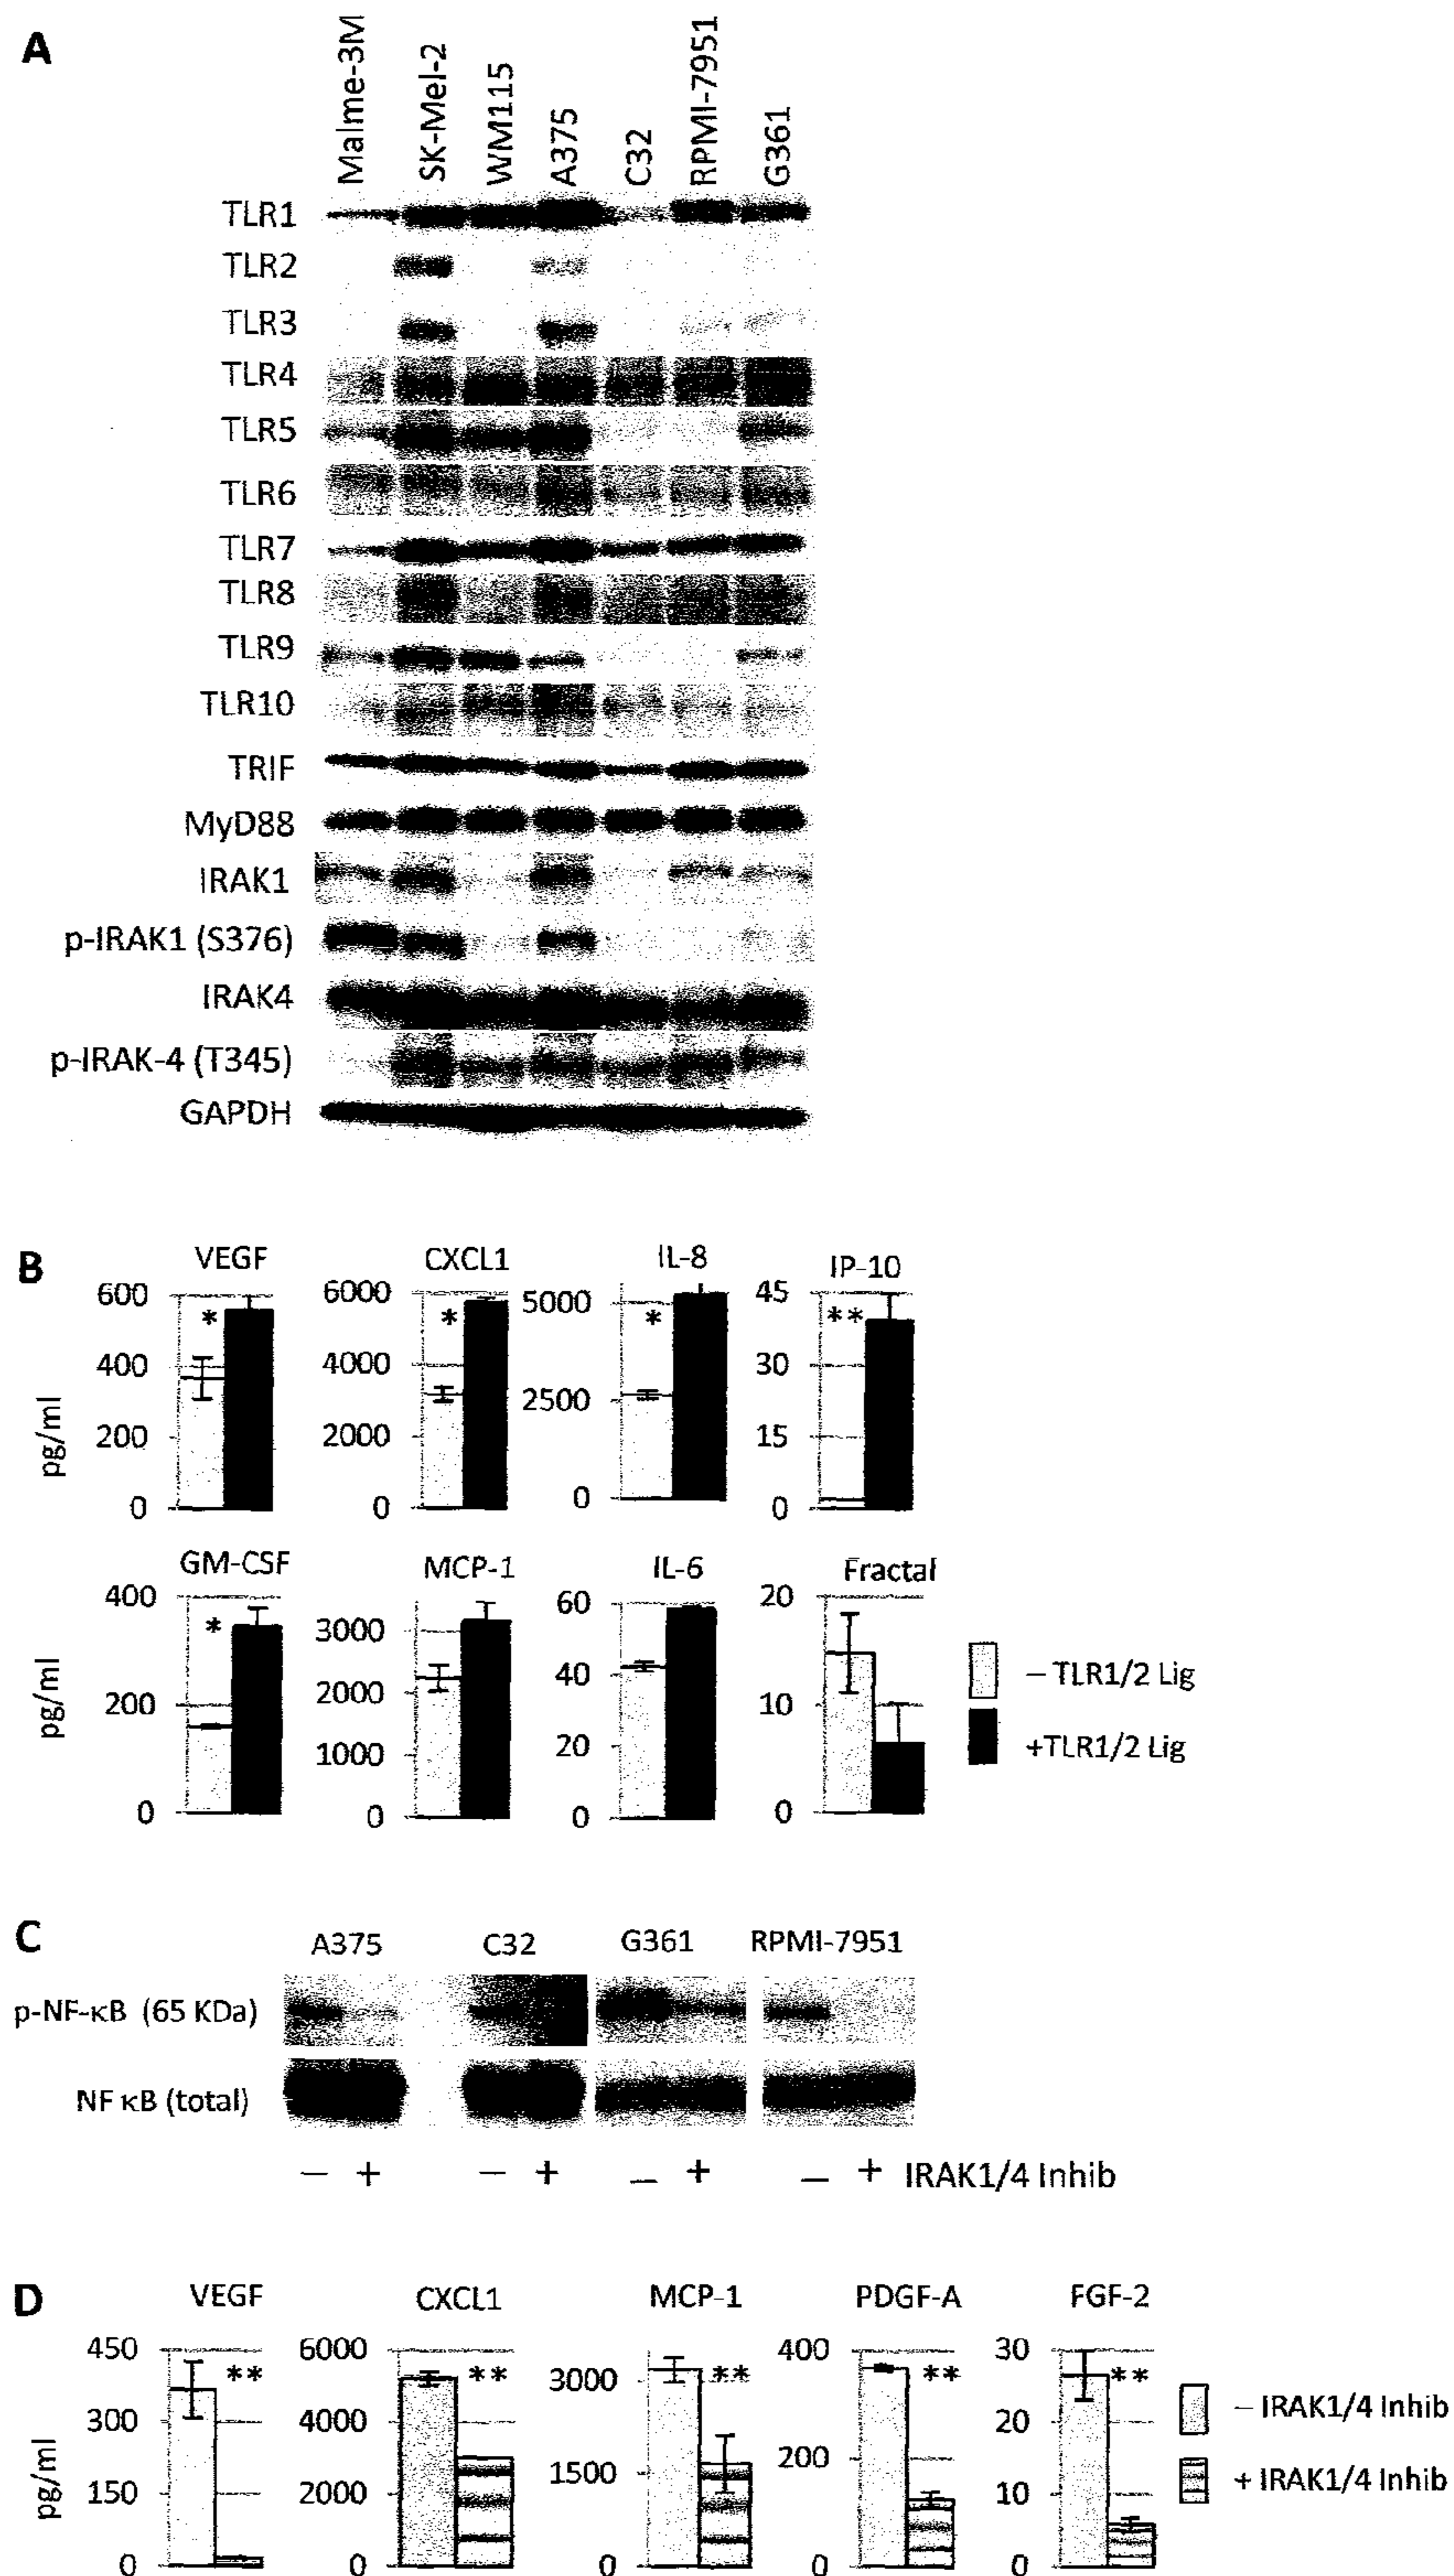 A
Malme-3M SK-Mel-2 WM115 A375 C32 RPMI-7951 G361
TLR1
TLR2
TLR3
TLR4
TLR5
TLR6
TLR7
TLR8
TLR9
TLR10
TRIF
MyD88
IRAK1
p-IRAK1 (S376)
IRAK4
p-IRAK-4 (T345)
GAPDH
B
VEGF CXCL1 IL-8 IP-10
pg/ml
600 6000 5000 45
400 4000 2500 30
200 2000 0 15
0 0 0
* * * **
GM-CSF MCP-1 IL-6 Fractal
pg/ml
400 3000 60 20
200 2000 40 10
0 1000 20 0
0 0
*
– TLR1/2 Lig
+TLR1/2 Lig
C
A375 C32 G361 RPMI-7951
p-NF-κB (65 KDa)
NF κB (total)
– + – + – + – + IRAK1/4 Inhib
D
VEGF CXCL1 MCP-1 PDGF-A FGF-2
pg/ml
450 6000 3000 400 30
300 4000 1500 200 20
150 2000 0 0 10
0 0 0
** ** ** ** **
– IRAK1/4 Inhib
+ IRAK1/4 Inhib